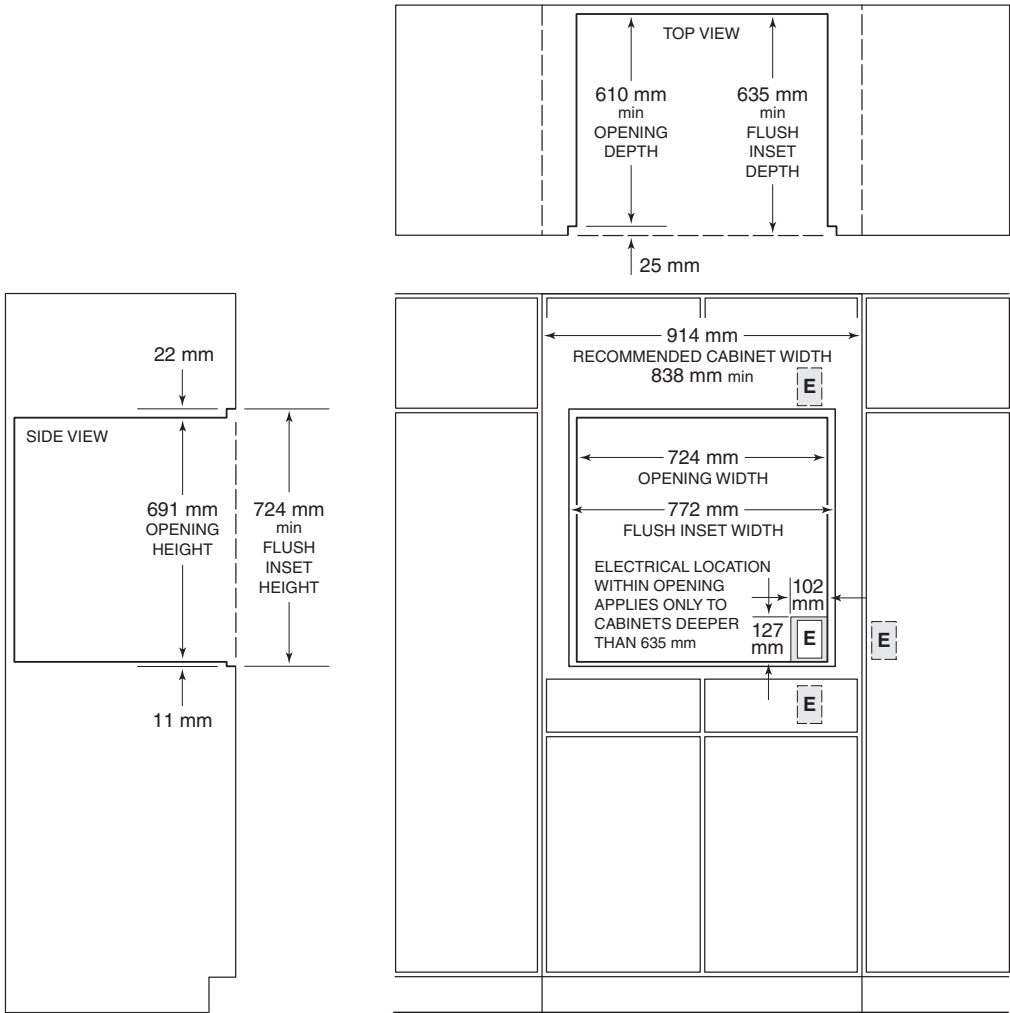 TOP VIEW
610 mm
min
OPENING
DEPTH
635 mm
min
FLUSH
INSET
DEPTH
25 mm
22 mm
SIDE VIEW
691 mm
OPENING
HEIGHT
724 mm
min
FLUSH
INSET
HEIGHT
11 mm
914 mm
RECOMMENDED CABINET WIDTH
838 mm min
E
724 mm
OPENING WIDTH
772 mm
FLUSH INSET WIDTH
ELECTRICAL LOCATION
WITHIN OPENING
APPLIES ONLY TO
CABINETS DEEPER
THAN 635 mm
102
mm
127
mm
E
E
E